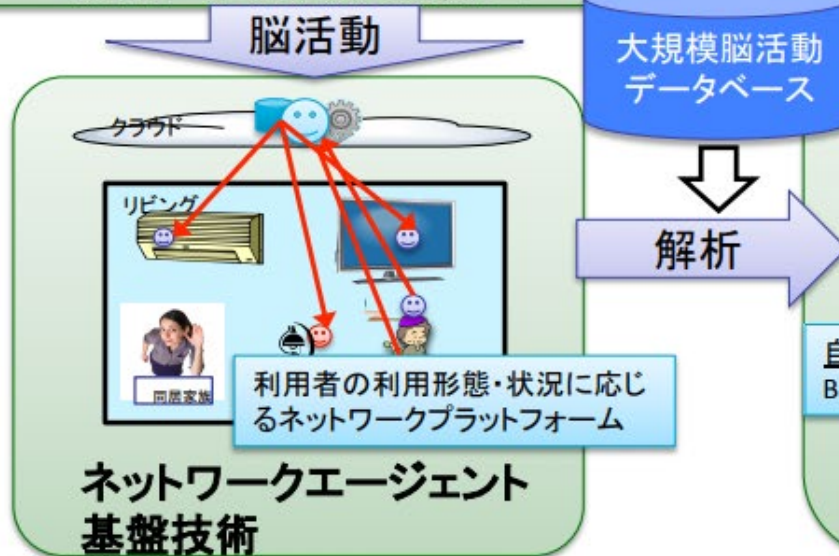 脳活動
大規模脳活動
データベース
クラウド
リビング
解析
同居家族
利用者の利用形態・状況に応じ
るネットワークプラットフォーム
B
ネットワークエージェント
基盤技術